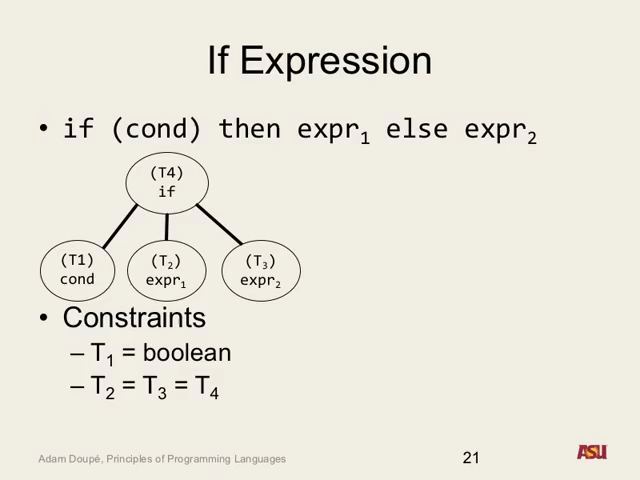 If Expression
• if (cond) then expr₁ else expr₂
(T4)
if
(T1) (T₂) (T₃)
cond expr₁ expr₂
• Constraints
– T₁ = boolean
– T₂ = T₃ = T₄
Adam Doupé, Principles of Programming Languages 21 ASU